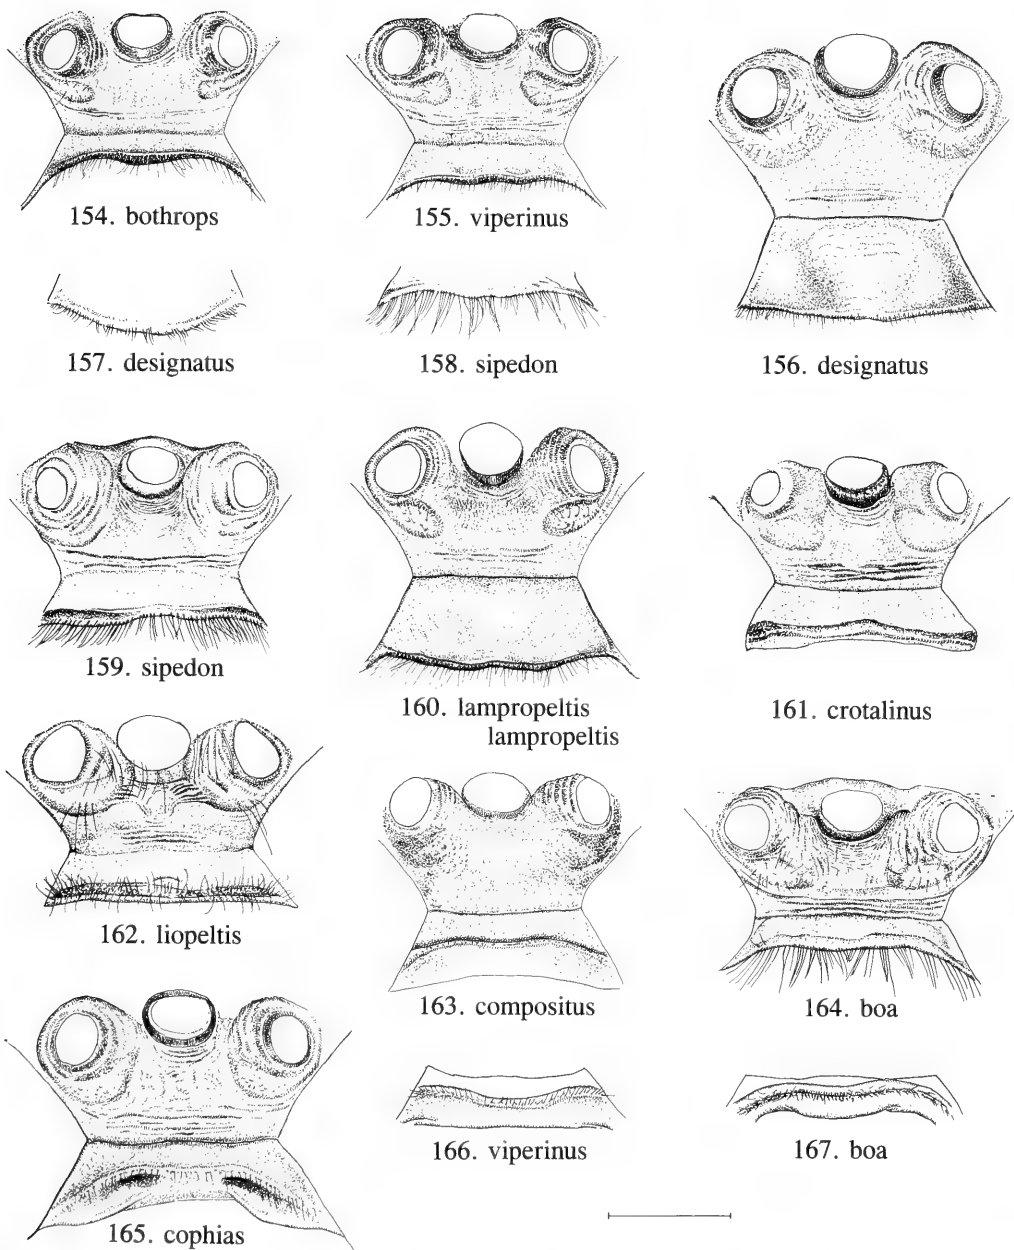 154. bothrops
155. viperinus
157. designatus
158. sipedon
156. designatus
159. sipedon
160. lampropeltis
lampropeltis
161. crotalinus
162. liopeltis
163. compositus
164. boa
165. cophias
166. viperinus
167. boa